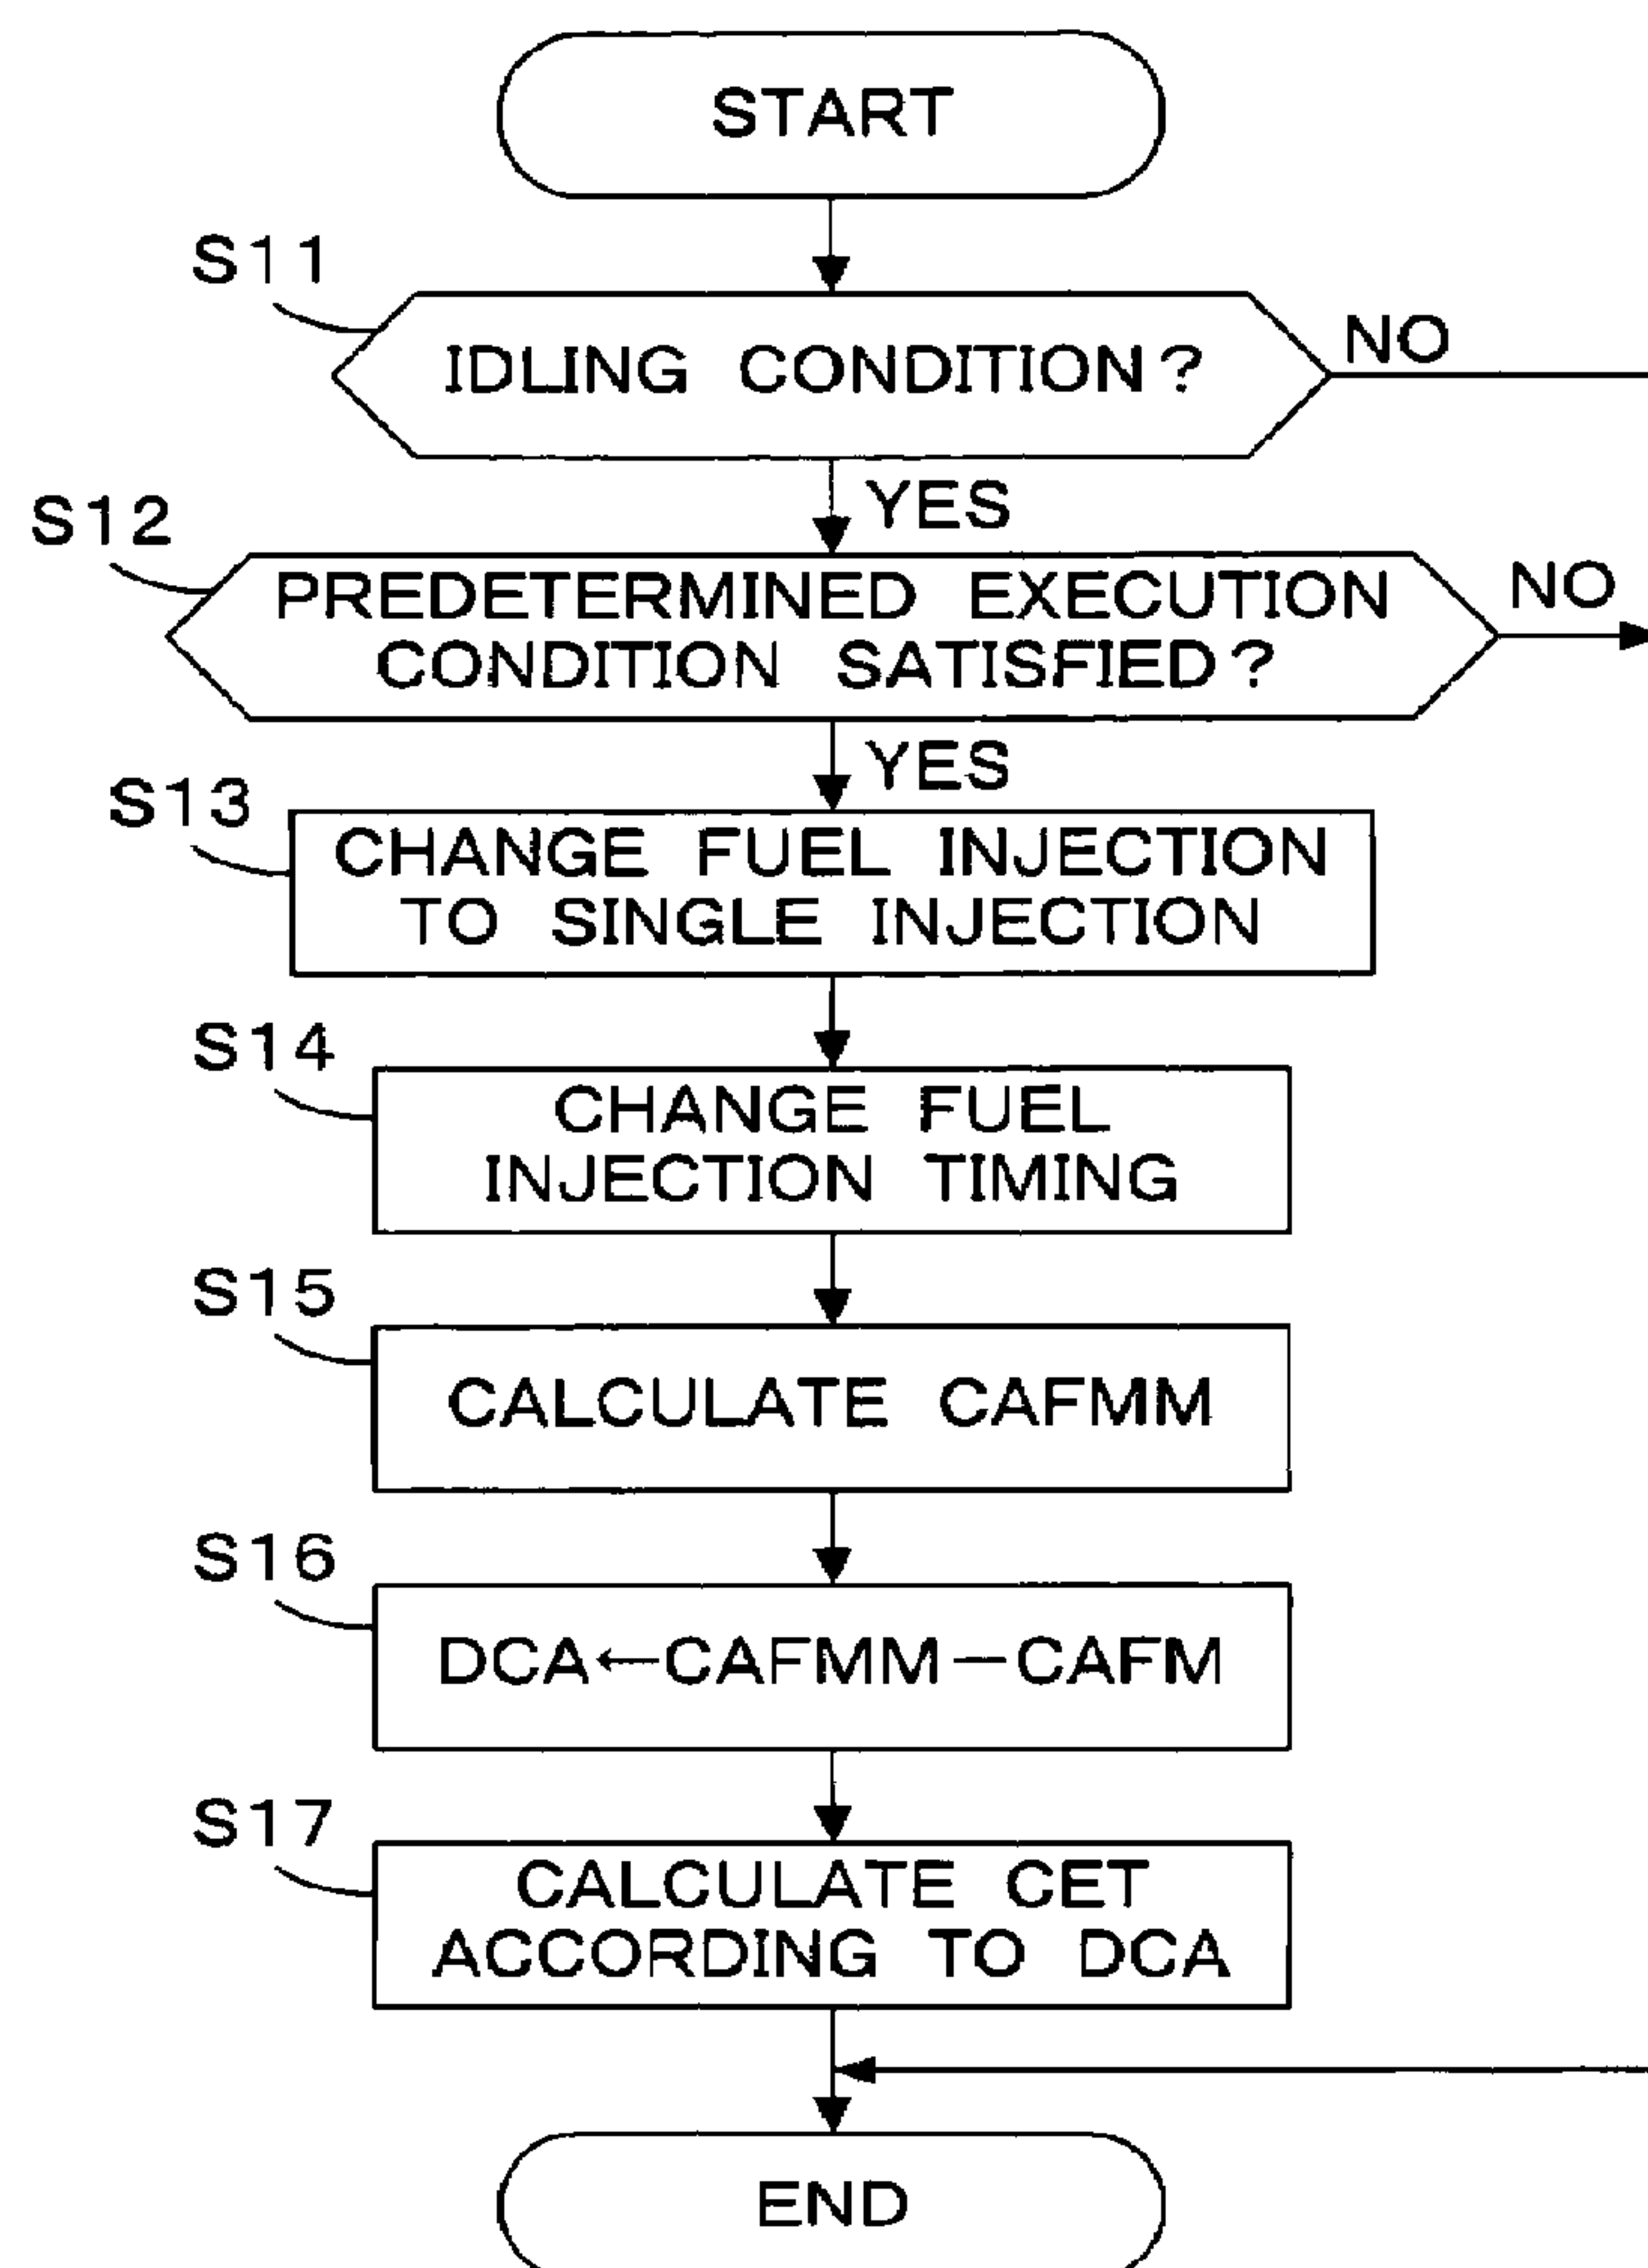 START
S11
IDLING CONDITION?
NO
YES
S12
PREDETERMINED EXECUTION
CONDITION SATISFIED?
NO
YES
S13
CHANGE FUEL INJECTION
TO SINGLE INJECTION
S14
CHANGE FUEL
INJECTION TIMING
S15
CALCULATE CAFMM
S16
DCA←CAFMM—CAFM
S17
CALCULATE CET
ACCORDING TO DCA
END